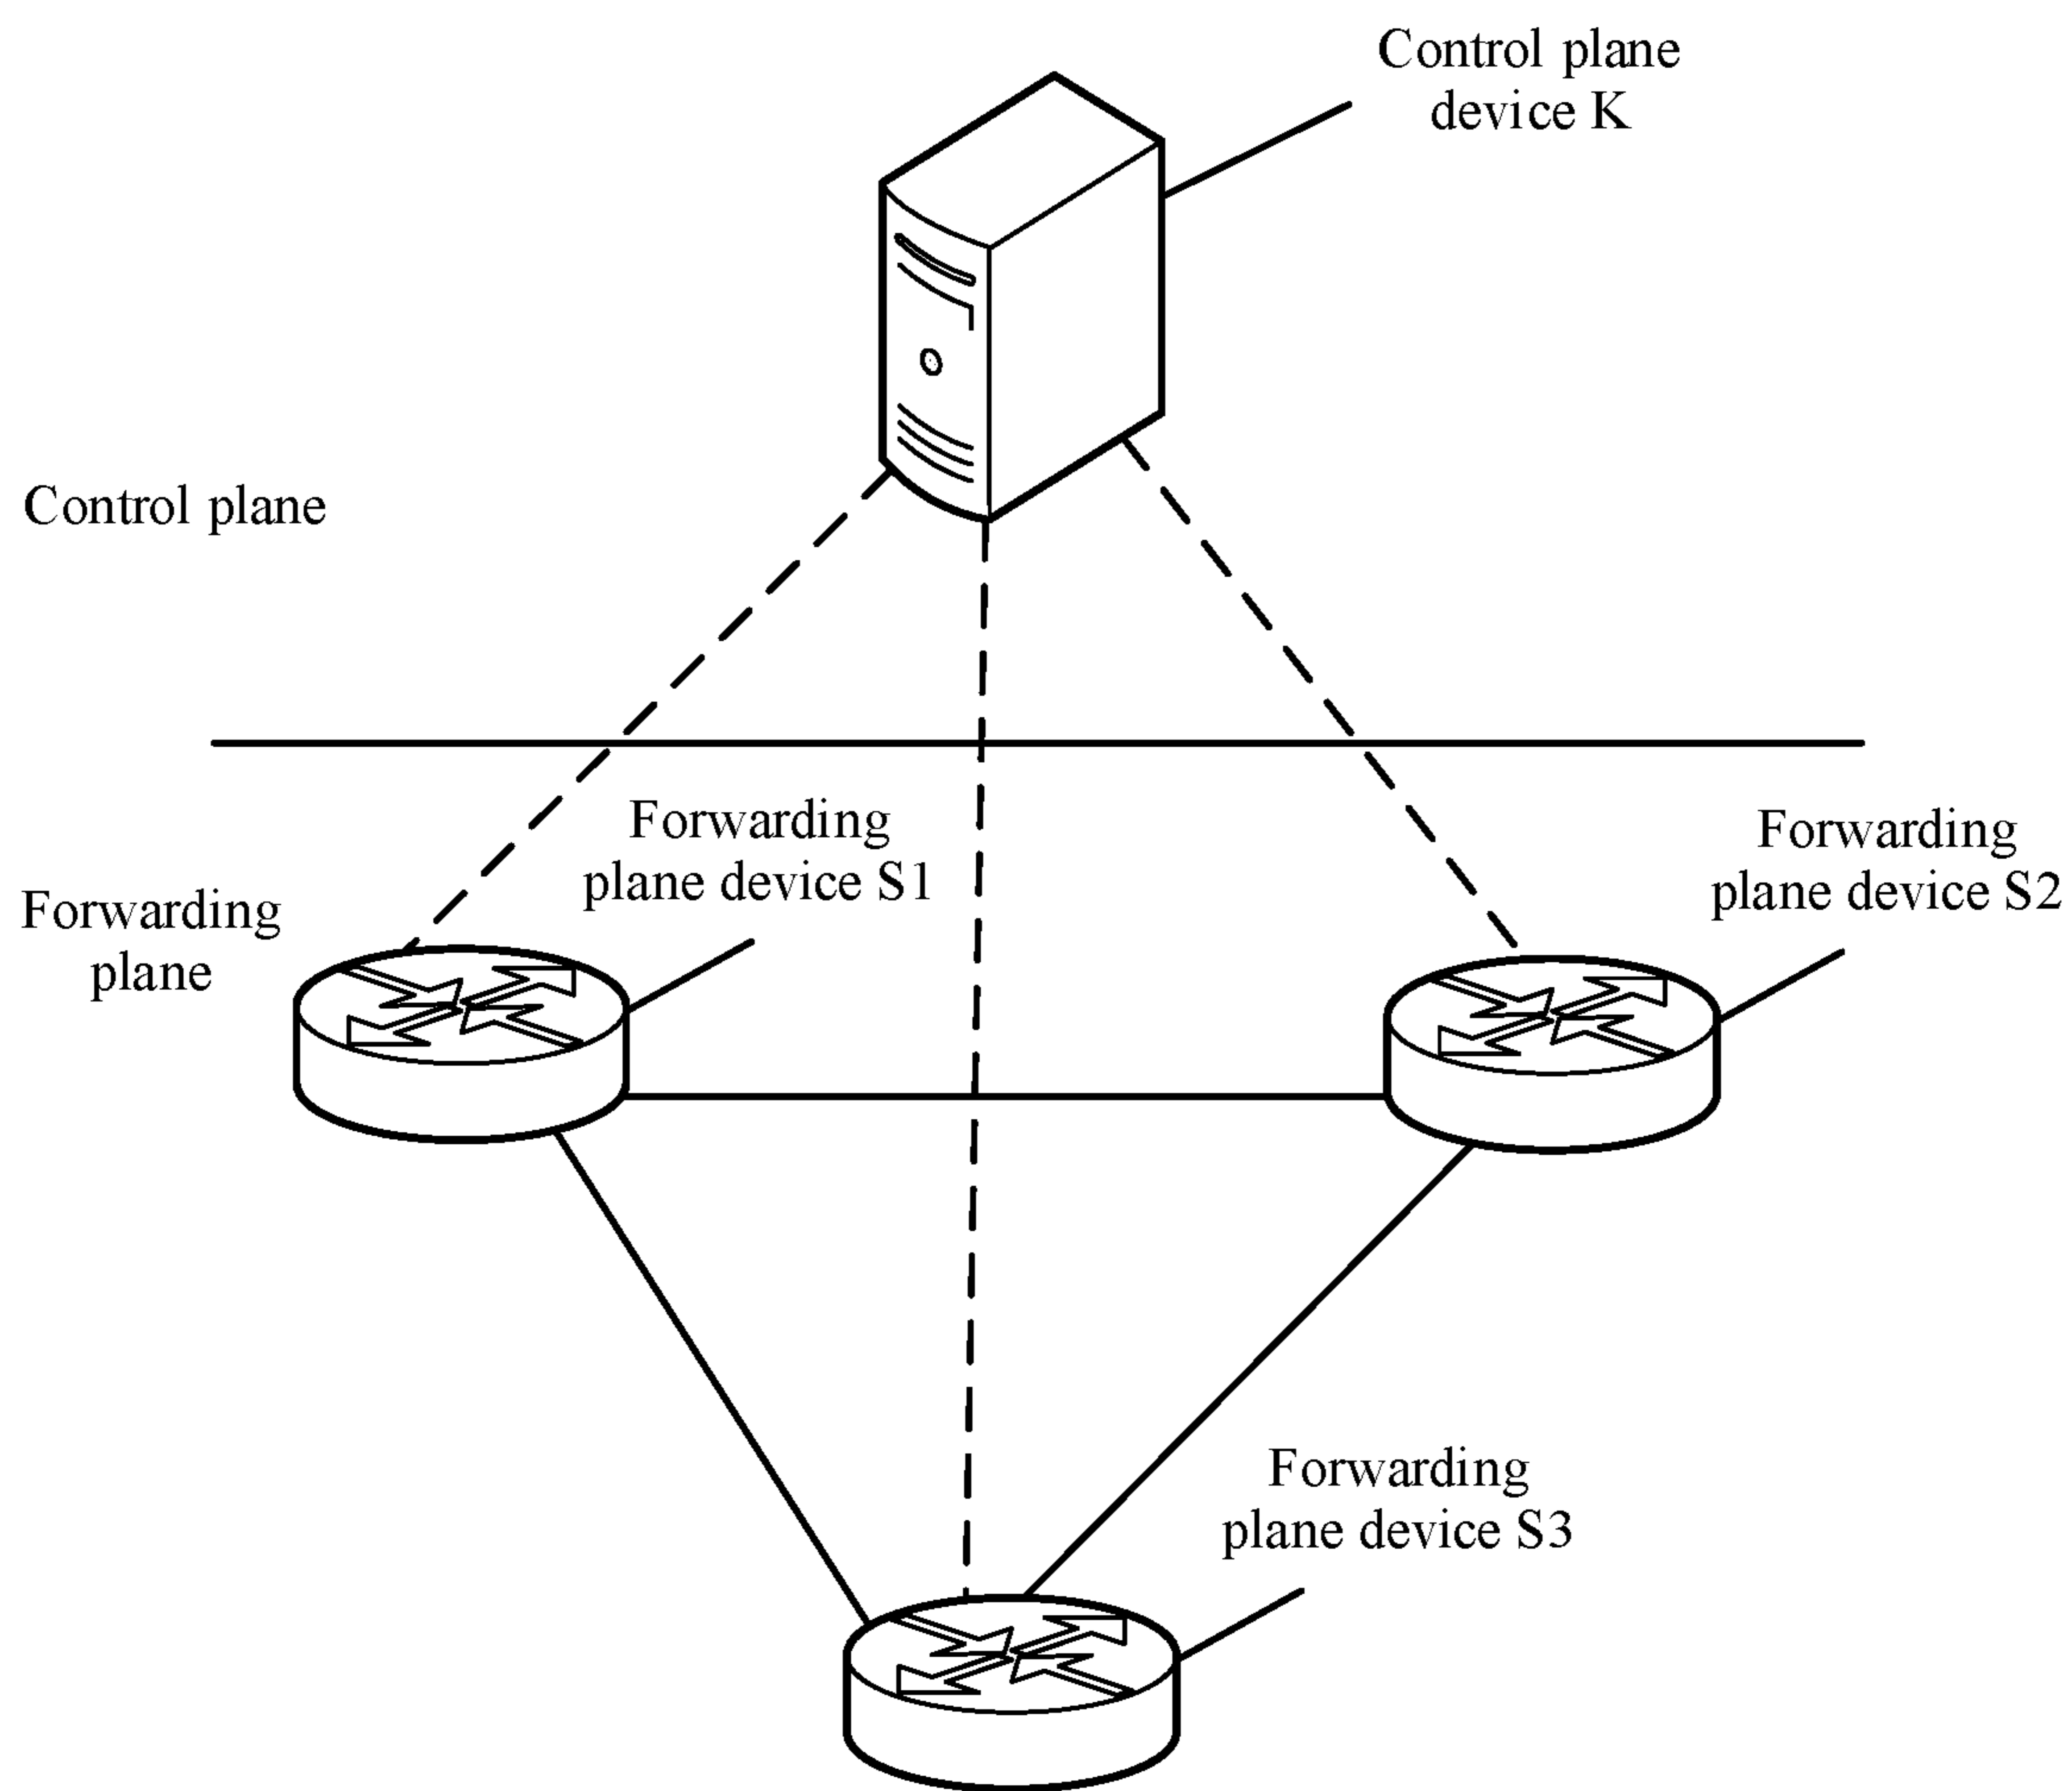 Control plane
device K
Control plane
Forwarding
plane device S1
Forwarding
plane device S2
Forwarding
plane
Forwarding
plane device S3